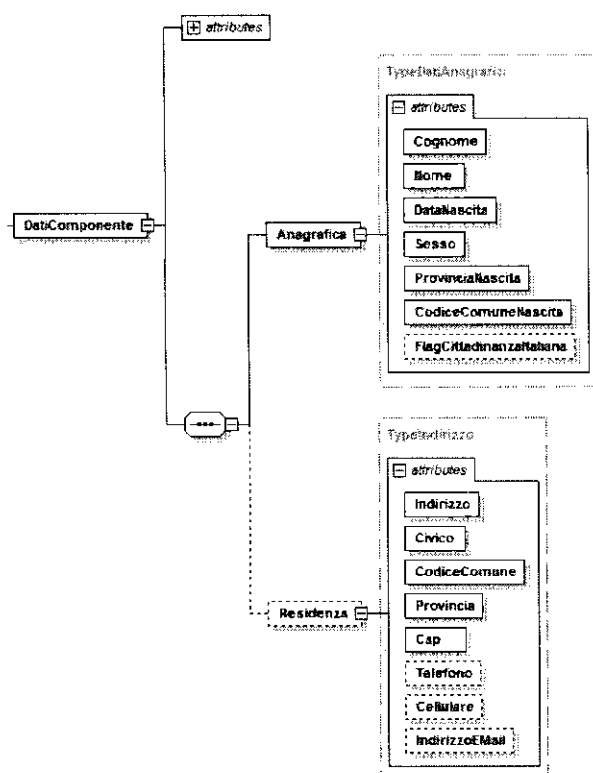 attributes
TypeDatiAnagrafici
attributes
Cognome
Nome
DataNascita
DatiComponente
Anagrafica
Sesso
ProvinciaNascita
CodiceComuneNascita
FlagCittadinanzaItaliana
TypeIndirizzo
attributes
Indirizzo
Civico
CodiceComune
Residenza
Provincia
Cap
Telefono
Cellulare
IndirizzoEMail